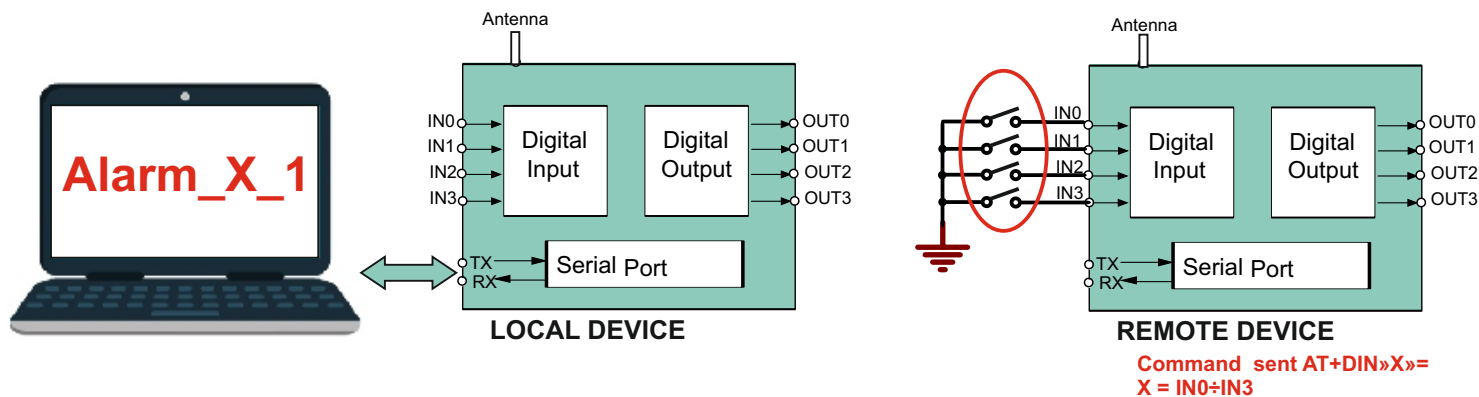 Alarm_X_1
Antenna
IN0
IN1
IN2
IN3
Digital
Input
Digital
Output
OUT0
OUT1
OUT2
OUT3
TX
RX
Serial Port
LOCAL DEVICE
Antenna
IN0
IN1
IN2
IN3
Digital
Input
Digital
Output
OUT0
OUT1
OUT2
OUT3
TX
RX
Serial Port
REMOTE DEVICE
Command sent AT+DIN»X»=
X = IN0÷IN3